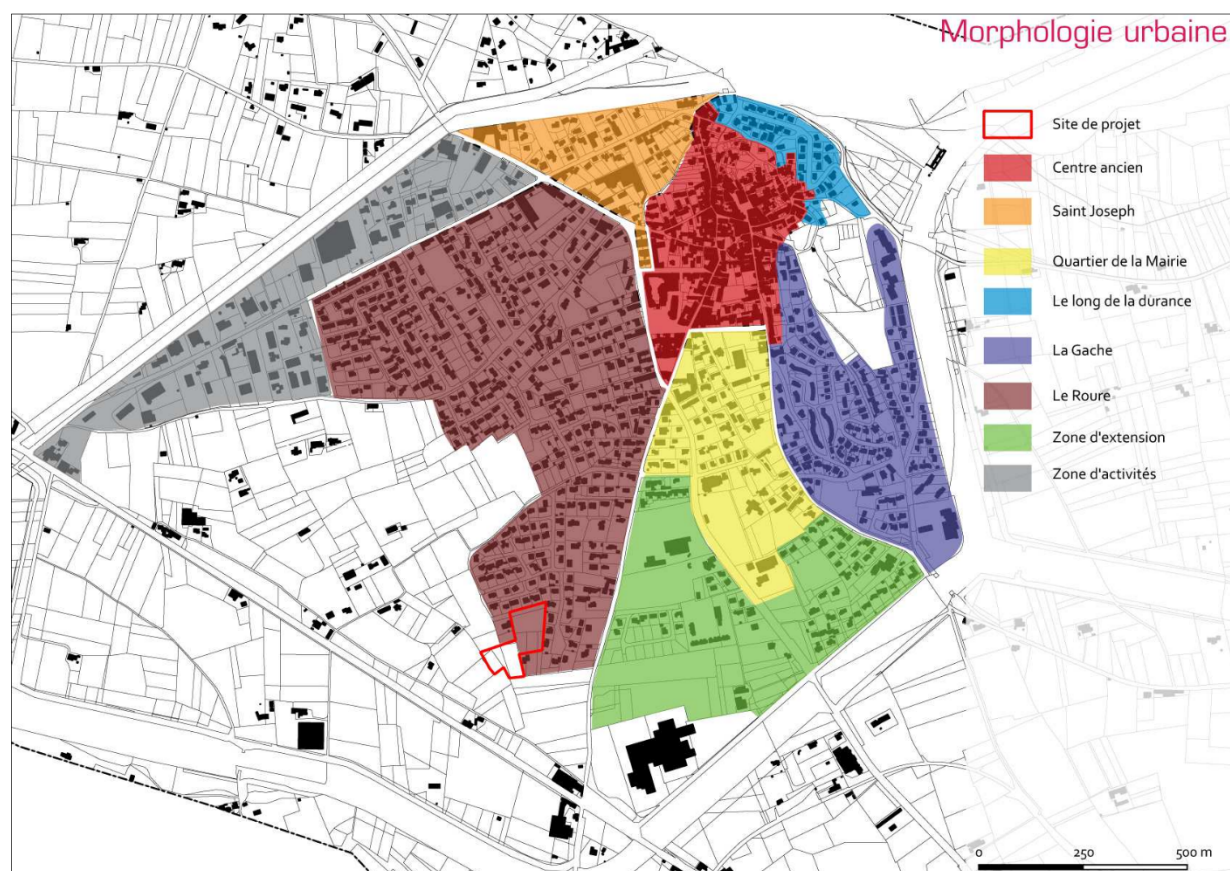 Morphologie urbaine
Site de projet
Centre ancien
Saint Joseph
Quartier de la Mairie
Le long de la durance
La Gache
Le Roure
Zone d'extension
Zone d'activités
0 250 500 m